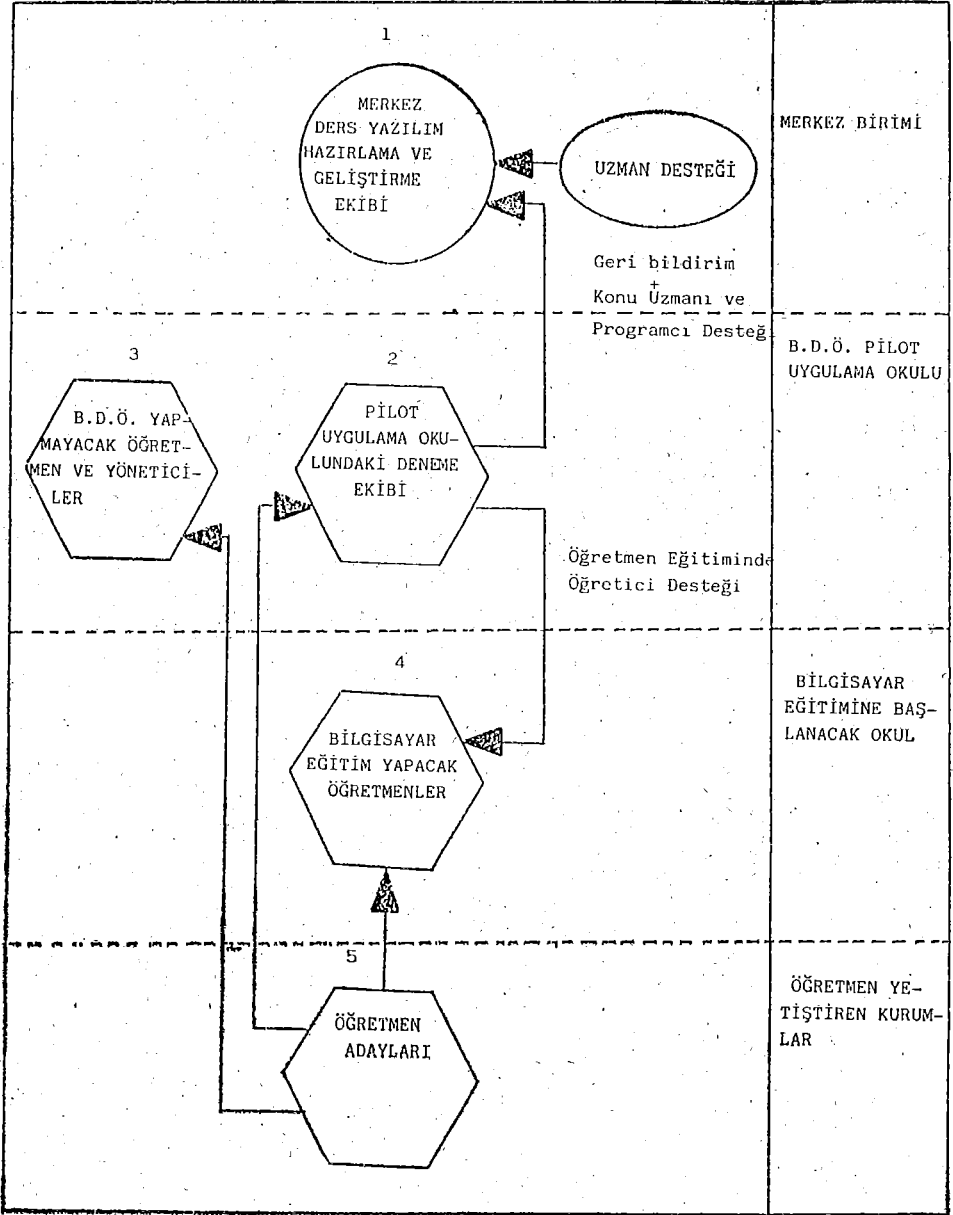 1
MERKEZ
DERS YAZILIM
HAZIRLAMA VE
GELİŞTİRME
EKİBİ
UZMAN DESTEĞİ
MERKEZ BİRİMİ
Geri bildirim
+
Konu Uzmanı ve
Programcı Desteğ
3
B.D.Ö. YAP-
MAYACAK ÖĞRET-
MEN VE YÖNETİCİ-
LER
2
PİLOT
UYGULAMA OKU-
LUNDAKİ DENEME
EKİBİ
B.D.Ö. PİLOT
UYGULAMA OKULU
Öğretmen Eğitiminde
Öğretici Desteği
4
BİLGİSAYAR
EĞİTİM YAPACAK
ÖĞRETMENLER
BİLGİSAYAR
EĞİTİMİNE BAŞ-
LANACAK OKUL
5
ÖĞRETMEN
ADAYLARI
ÖĞRETMEN YE-
TİŞTİREN KURUM-
LAR